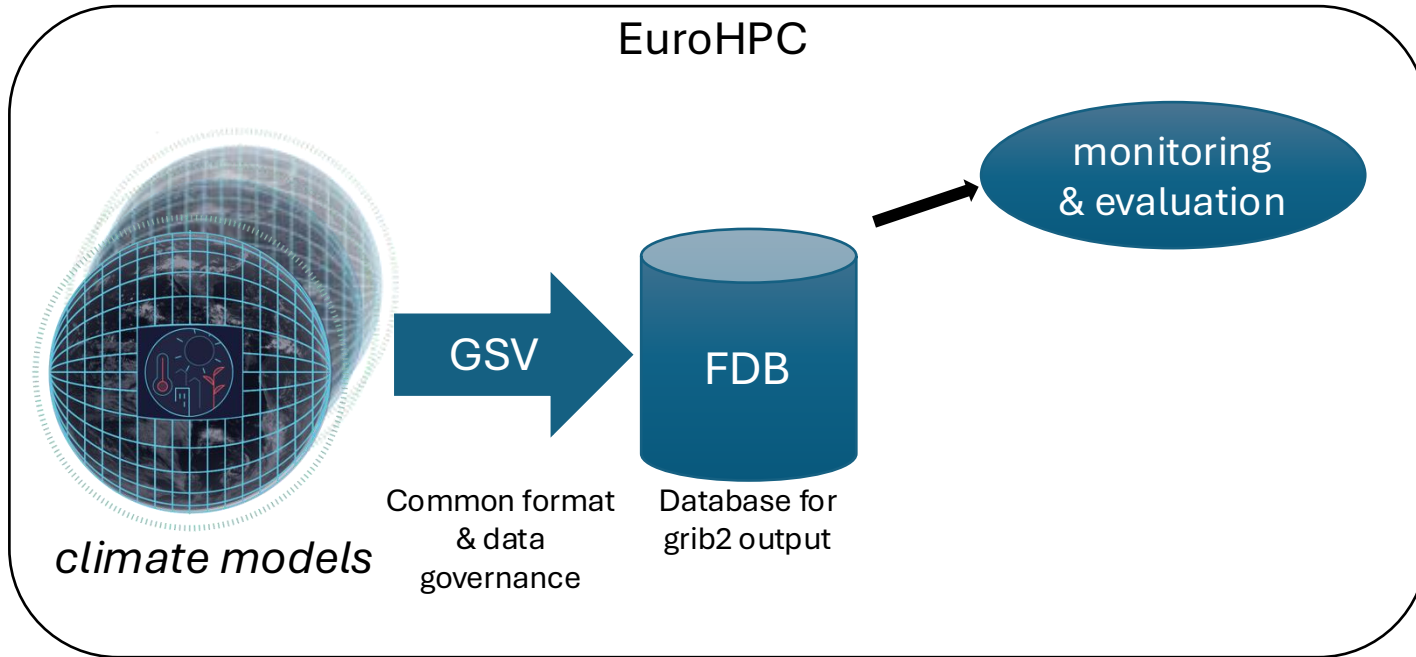 EuroHPC
monitoring
& evaluation
GSV
FDB
Common format
& data
governance
Database for
grib2 output
climate models